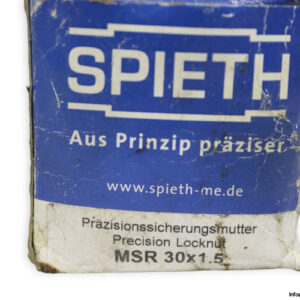 SPIETH
Aus Prinzip präziser
www.spieth-me.de
Präzisionssicherungsmutter
Precision Locknut
MSR 30x1.5